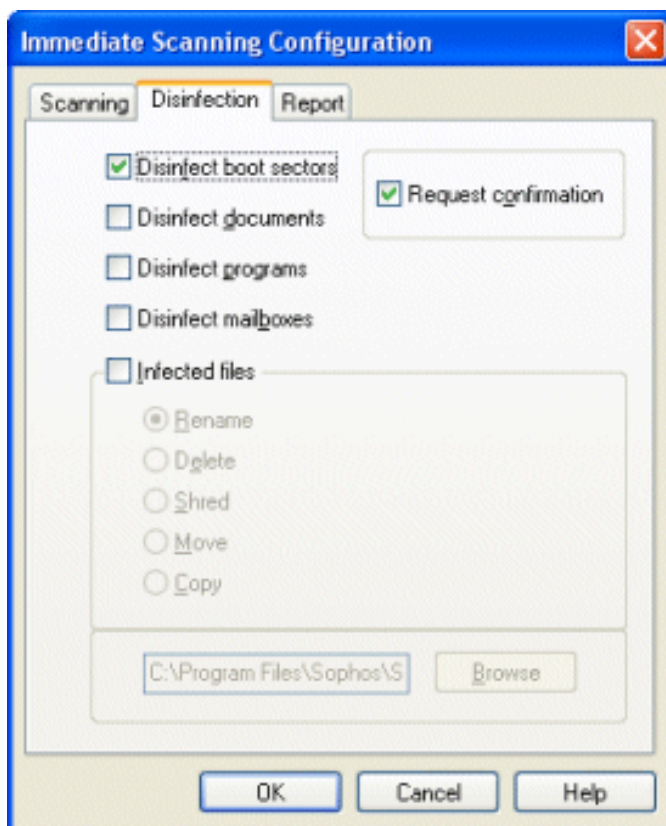 Immediate Scanning Configuration
Scanning Disinfection Report
Disinfect boot sectors
Request confirmation
Disinfect documents
Disinfect programs
Disinfect mailboxes
Infected files
Rename
Delete
Shred
Move
Copy
C:\Program Files\Sophos\S Browse
OK Cancel Help